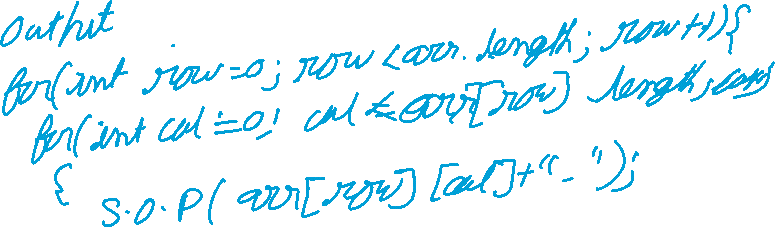 output
for(int row=0; row<arr.length; row++){
for(int col=0; col<arr[row] length;
{
S.O.P( arr[row] [col]+"_");